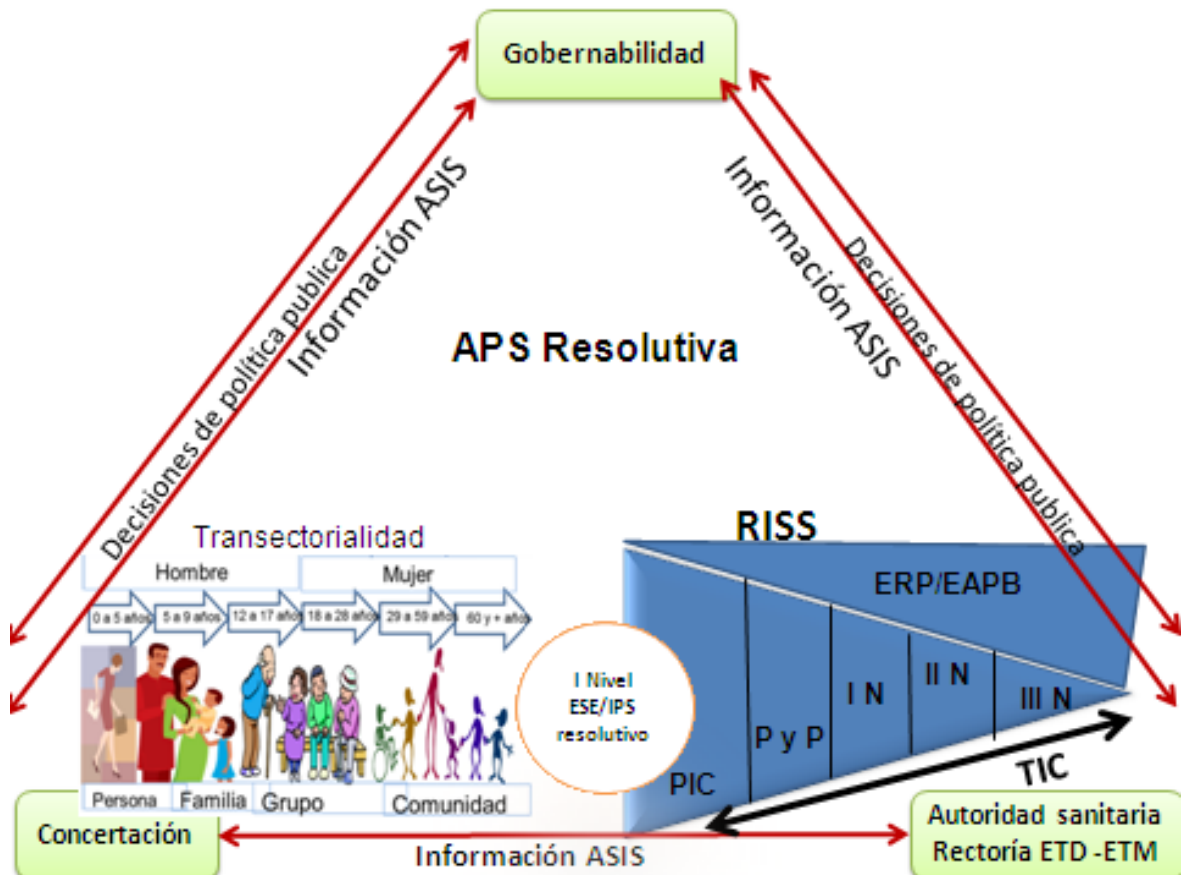 Gobernabilidad
Decisiones de política publica
Información ASIS
Información ASIS
Decisiones de política publica
APS Resolutiva
Transectorialidad
Hombre
Mujer
0 a 5 años
5 a 9 años
12 a 17 años
18 a 28 años
29 a 59 años
60 y + años
Persona
Familia
Grupo
Comunidad
I Nivel
ESE/IPS
resolutivo
RISS
ERP/EAPB
PIC
P y P
I N
II N
III N
TIC
Concertación
Información ASIS
Autoridad sanitaria
Rectoría ETD -ETM